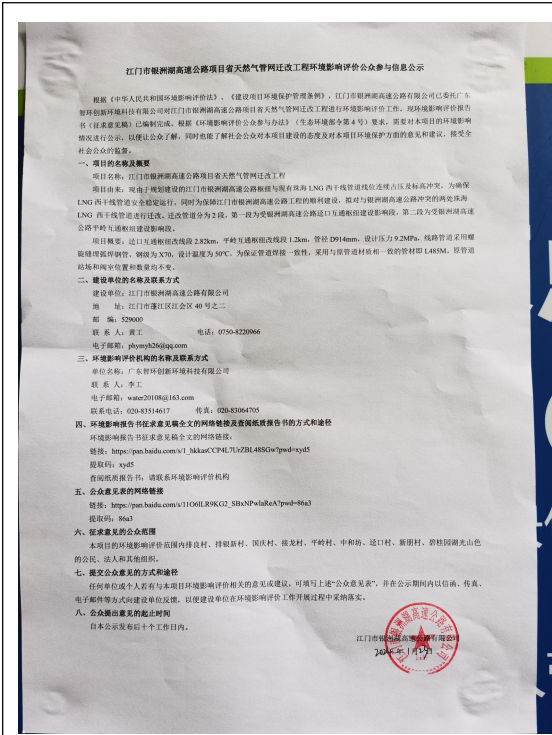 江门市银洲湖高速公路项目省天然气管网迁改工程环境影响评价公众参与信息公示
根据《中华人民共和国环境影响评价法》、《建设项目环境保护管理条例》，江门市银洲湖高速公路有限公司已委托广东
智环创新环境科技有限公司对江门市银洲湖高速公路项目省天然气管网迁改工程进行环境影响评价工作。现环境影响评价报告
书（征求意见稿）已编制完成。根据《环境影响评价公众参与办法》（生态环境部令第4号）要求，需要对本项目的环境影响
情况进行公示，以便让公众了解，同时也能了解社会公众对本项目建设的态度及对本项目环境保护方面的意见和建议，接受全
社会公众的监督。
一、项目的名称及概要
项目名称：江门市银洲湖高速公路项目省天然气管网迁改工程
项目由来：现由于规划建设的江门市银洲湖高速公路枢纽与现有珠海LNG西干线管道线位连续占压及标高冲突。为确保
LNG西干线管道安全稳定运行，同时为保障江门市银洲湖高速公路工程的顺利建设，拟对与银洲湖高速公路冲突的两处珠海
LNG 西干线管道进行迁改。迁改管道分为2段，第一段为受银洲湖高速迳口互通枢纽建设影响段，第二段为受银洲湖高速
公路平岭互通枢纽建设影响段。
项目概要：迳口互通枢纽改线段2.82km，平岭互通枢纽改线段1.2km，管径D914mm，设计压力9.2MPa，线路管道采用螺
旋缝埋弧焊钢管，钢级为X70，设计温度为50℃。为保证管道焊接一致性，采用与原管道材质相一致的管材即L485M。原管道
站场和阀室位置和数量均不变。
二、建设单位的名称及联系方式
建设单位：江门市银洲湖高速公路有限公司
地 址：江门市蓬江区江会区40号之二
邮 编：529000
联 系 人：黄工 电话：0750-8220966
电子邮箱：phymyh26@qq.com
三、环境影响评价机构的名称及联系方式
单位名称：广东智环创新环境科技有限公司
联 系 人：李工
电子邮箱：water20108@163.com
联系电话：020-83514617 传真：020-83064705
四、环境影响报告书征求意见稿全文的网络链接及查阅纸质报告书的方式和途径
环境影响报告书征求意见稿全文的网络链接：
链接：https://pan.baidu.com/s/1_hkkasCCP4L7UrZBL48SGw?pwd=xyd5
提取码：xyd5
查阅纸质报告书：请联系环境影响评价机构
五、公众意见表的网络链接
链接：https://pan.baidu.com/s/11O6lLR9KG2_SBxNPwlaReA?pwd=86a3
提取码：86a3
六、征求意见的公众范围
本项目的环境影响评价范围内排良村、排银新村、国庆村、接龙村、平岭村、中和坊、迳口村、新朋村、碧桂园湖光山色
的公民、法人和其他组织。
七、提交公众意见的方式和途径
任何单位或个人若有与本项目环境影响评价相关的意见或建议，可填写上述“公众意见表”，并在公示期间内以信函、传真、
电子邮件等方式向建设单位反馈，以便建设单位在环境影响评价工作开展过程中采纳落实。
八、公众提出意见的起止时间
自本公示发布后十个工作日内。
江门市银洲湖高速公路有限公司